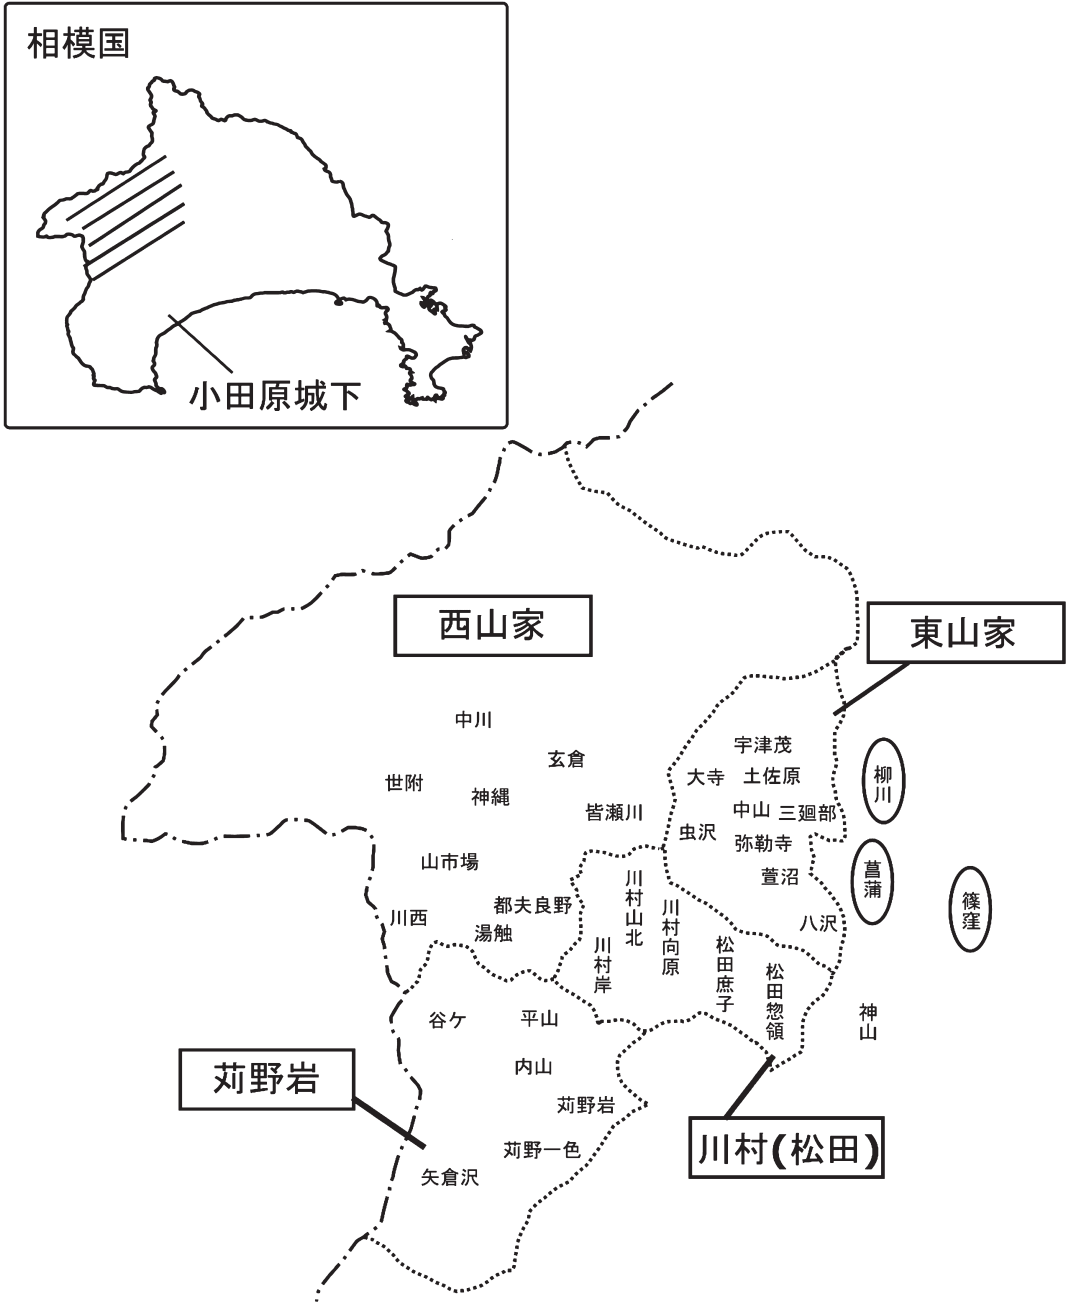 相模国
小田原城下
西山家
東山家
中川
玄倉
世附
神縄
皆瀬川
山市場
都夫良野
川西
湯触
宇津茂
大寺
土佐原
中山
三廻部
虫沢
弥勒寺
萱沼
八沢
柳川
菖蒲
篠窪
川村山北
川村向原
川村岸
松田庶子
松田惣領
神山
谷ケ
平山
内山
苅野岩
苅野岩
苅野一色
矢倉沢
川村(松田)